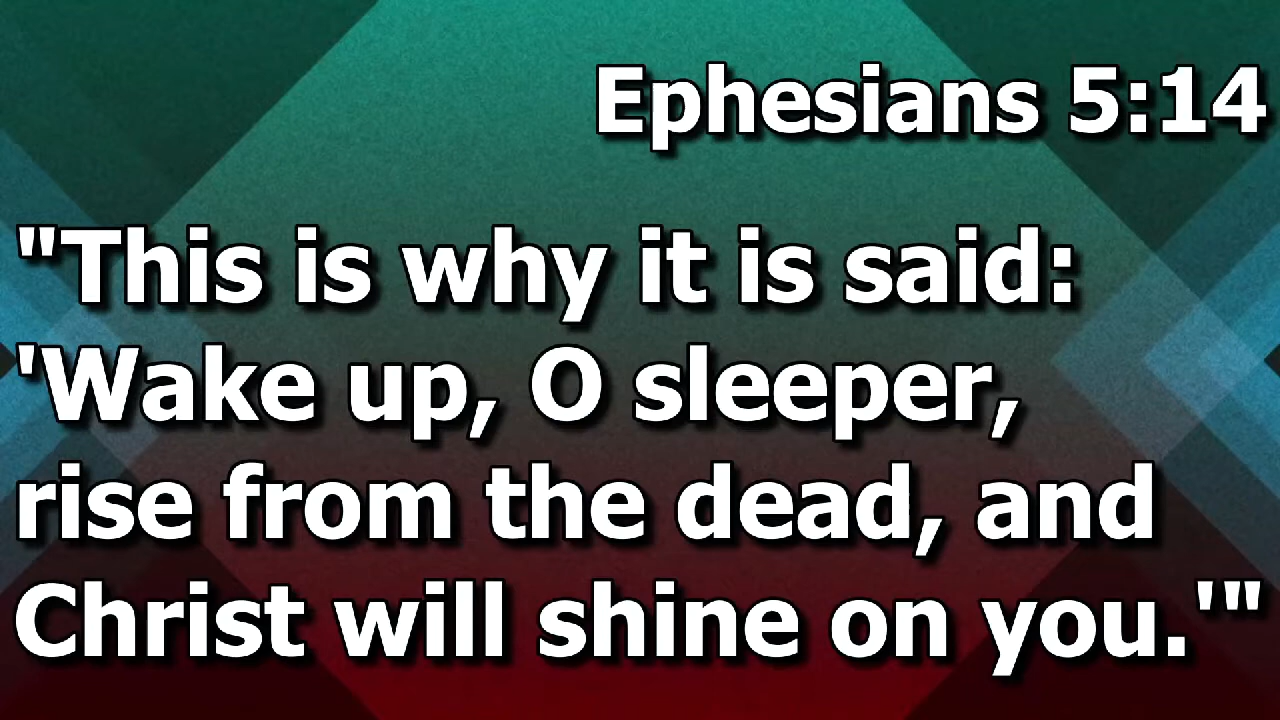 Ephesians 5:14
"This is why it is said:
'Wake up, O sleeper,
rise from the dead, and
Christ will shine on you.'"